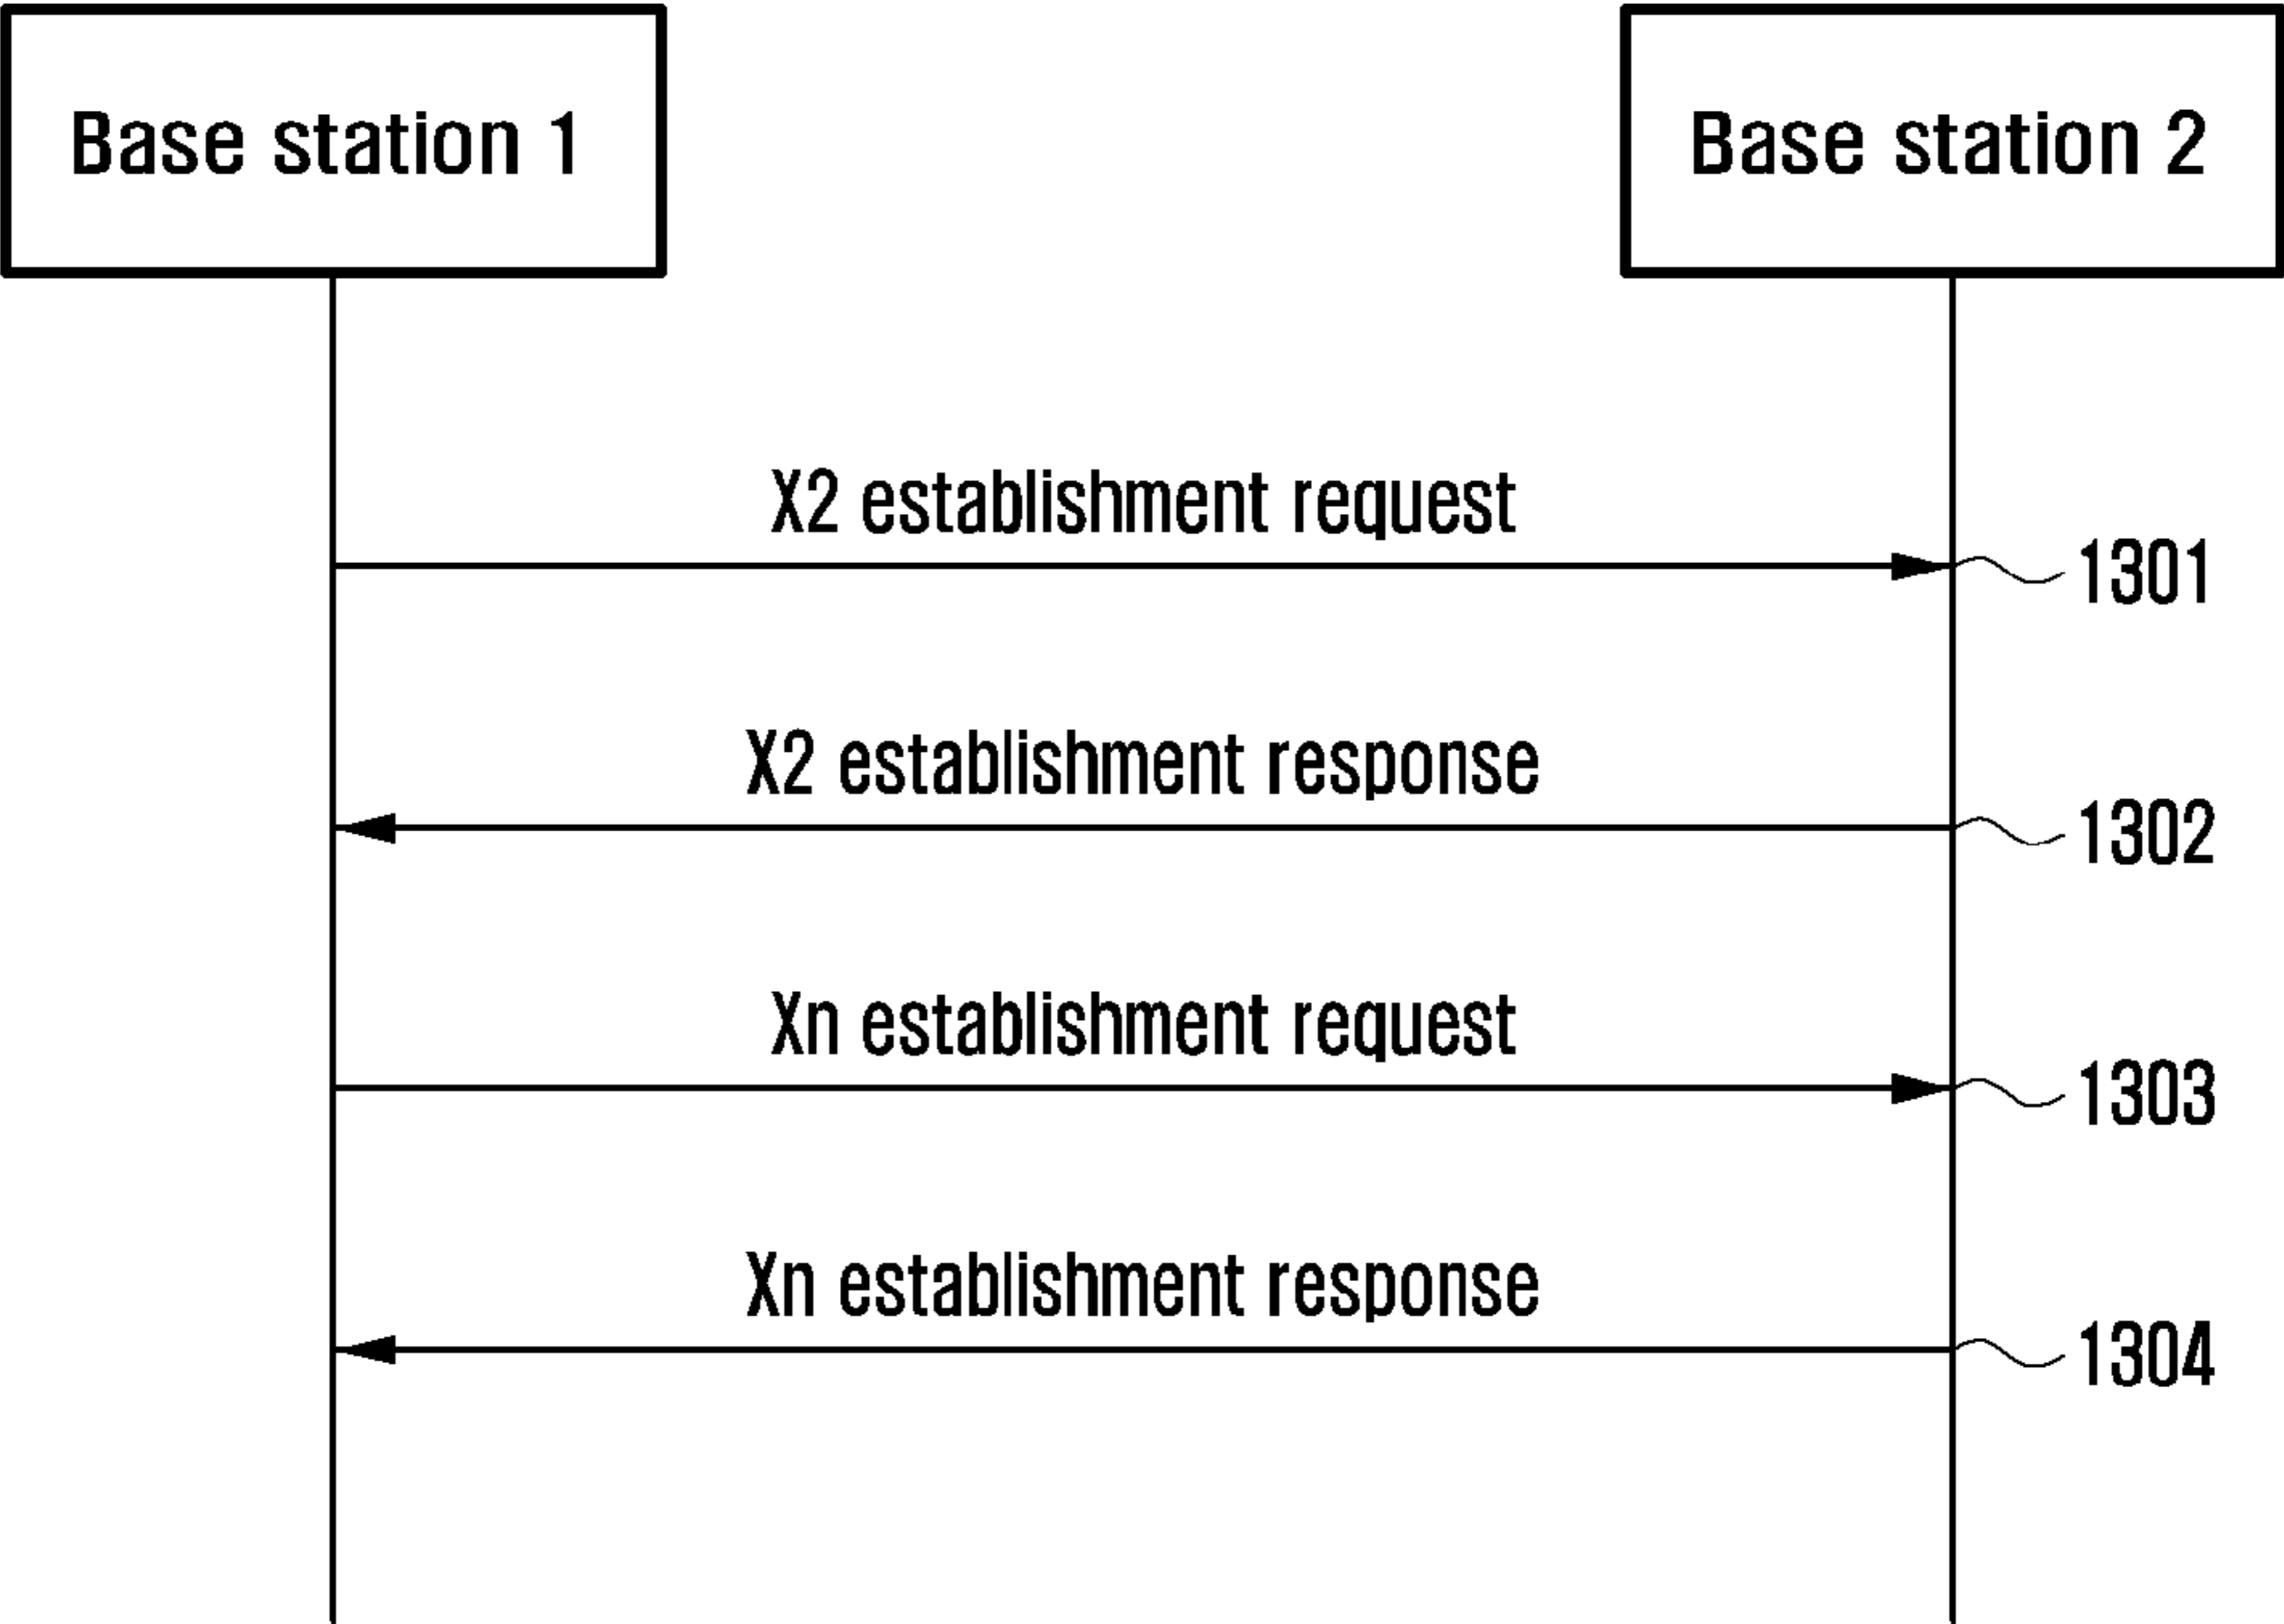 Base station 1
Base station 2
X2 establishment request
1301
X2 establishment response
1302
Xn establishment request
1303
Xn establishment response
1304